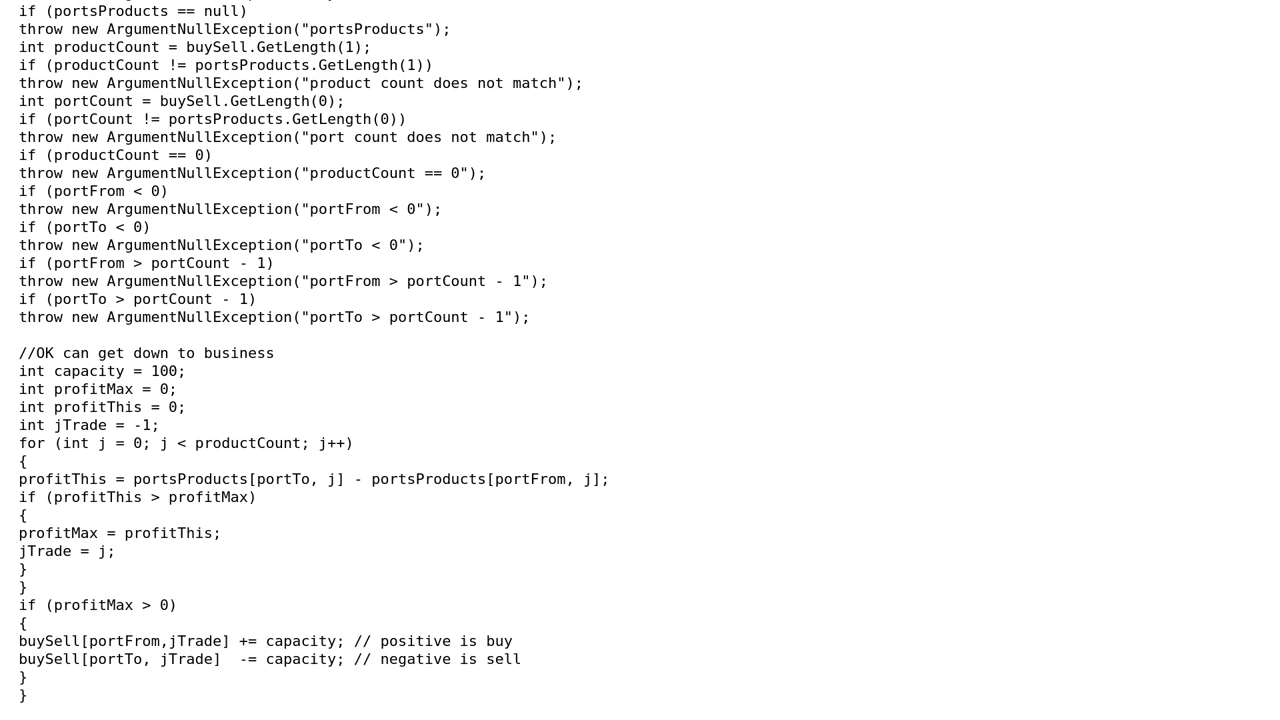 if (portsProducts == null)
throw new ArgumentNullException("portsProducts");
int productCount = buySell.GetLength(1);
if (productCount != portsProducts.GetLength(1))
throw new ArgumentNullException("product count does not match");
int portCount = buySell.GetLength(0);
if (portCount != portsProducts.GetLength(0))
throw new ArgumentNullException("port count does not match");
if (productCount == 0)
throw new ArgumentNullException("productCount == 0");
if (portFrom < 0)
throw new ArgumentNullException("portFrom < 0");
if (portTo < 0)
throw new ArgumentNullException("portTo < 0");
if (portFrom > portCount - 1)
throw new ArgumentNullException("portFrom > portCount - 1");
if (portTo > portCount - 1)
throw new ArgumentNullException("portTo > portCount - 1");

//OK can get down to business
int capacity = 100;
int profitMax = 0;
int profitThis = 0;
int jTrade = -1;
for (int j = 0; j < productCount; j++)
{
profitThis = portsProducts[portTo, j] - portsProducts[portFrom, j];
if (profitThis > profitMax)
{
profitMax = profitThis;
jTrade = j;
}
}
if (profitMax > 0)
{
buySell[portFrom,jTrade] += capacity; // positive is buy
buySell[portTo, jTrade]  -= capacity; // negative is sell
}
}